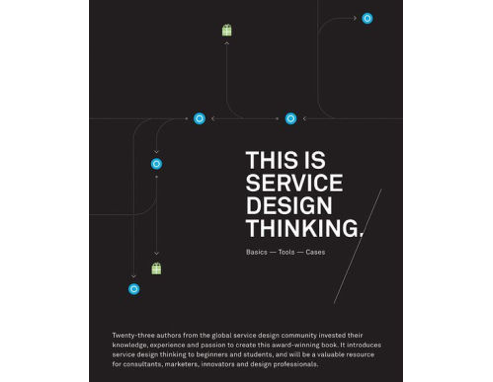 THIS IS
SERVICE
DESIGN
THINKING.
Basics — Tools — Cases
Twenty-three authors from the global service design community invested their
knowledge, experience and passion to create this award-winning book. It introduces
service design thinking to beginners and students, and will be a valuable resource
for consultants, marketers, innovators and design professionals.